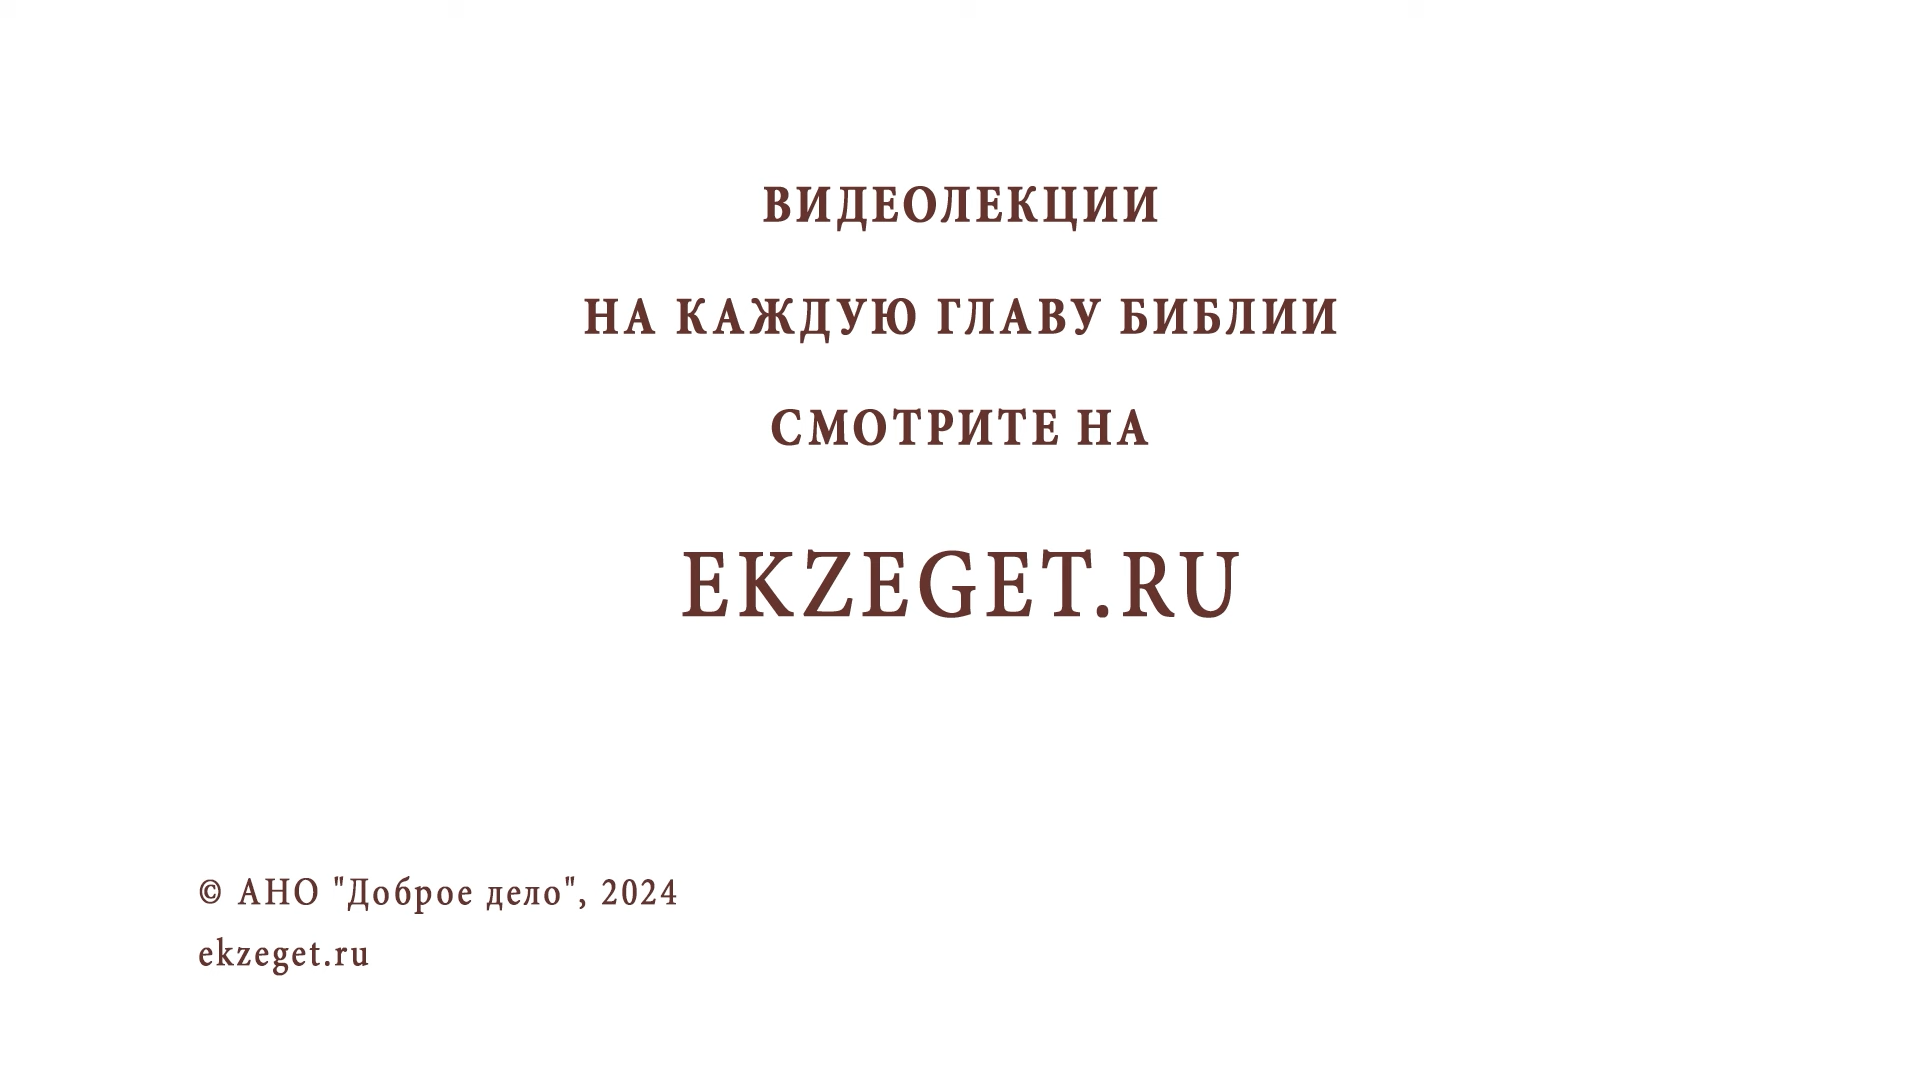 ВИДЕОЛЕКЦИИ
НА КАЖДУЮ ГЛАВУ БИБЛИИ
СМОТРИТЕ НА
EKZEGET.RU
© АНО "Доброе дело", 2024
ekzeget.ru